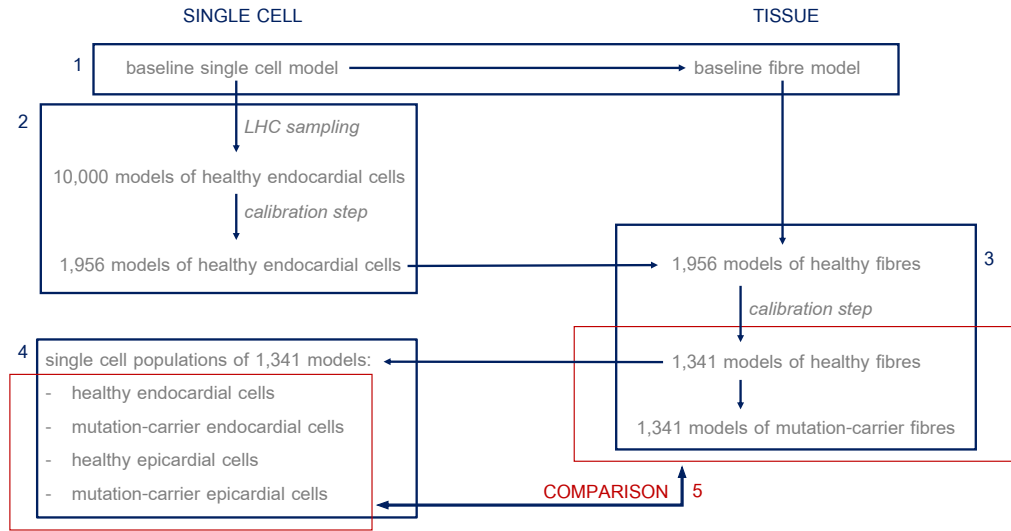 SINGLE CELL
TISSUE
1
baseline single cell model
baseline fibre model
2
LHC sampling
10,000 models of healthy endocardial cells
calibration step
1,956 models of healthy endocardial cells
1,956 models of healthy fibres
3
calibration step
4
single cell populations of 1,341 models:
1,341 models of healthy fibres
- healthy endocardial cells
- mutation-carrier endocardial cells
1,341 models of mutation-carrier fibres
- healthy epicardial cells
- mutation-carrier epicardial cells
COMPARISON
5